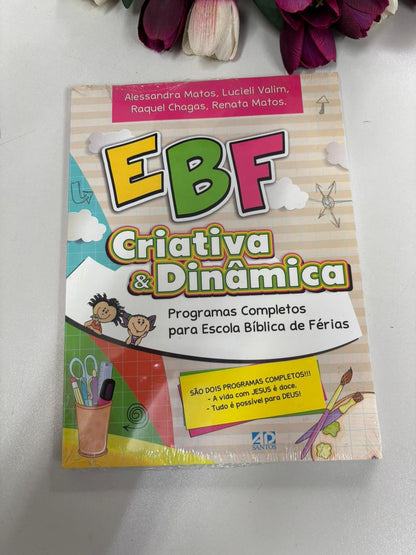 Alessandra Matos, Lucieli Valim,
Raquel Chagas, Renata Matos.
EBF
Criativa
& Dinâmica
Programas Completos
para Escola Bíblica de Férias
SÃO DOIS PROGRAMAS COMPLETOS!!!
- A vida com JESUS é doce.
- Tudo é possível para DEUS!
AD
SANTOS